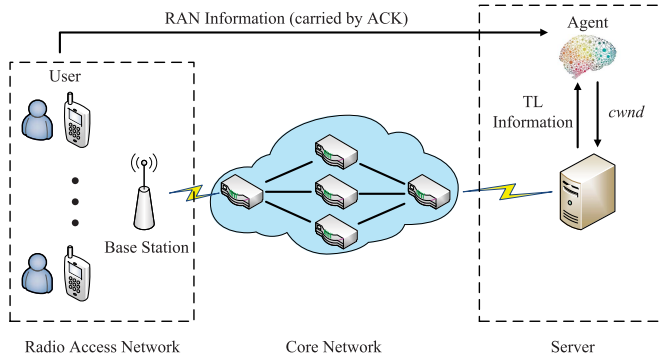 RAN Information (carried by ACK)
Agent
User
TL
Information
cwnd
Base Station
Radio Access Network
Core Network
Server